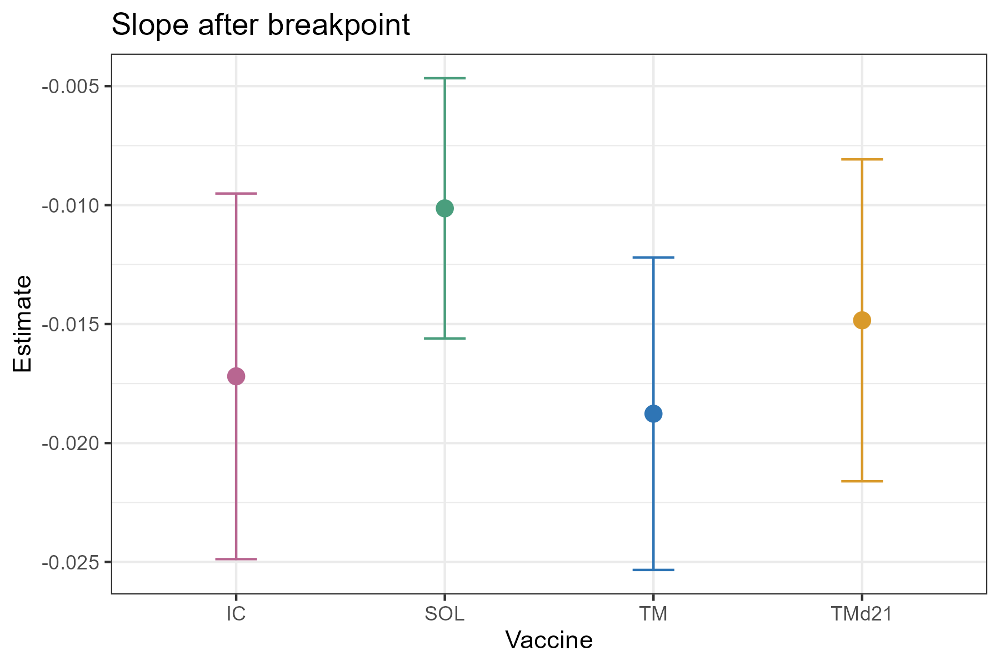 Slope after breakpoint
-0.005
-0.010
-0.015
-0.020
-0.025
Estimate
IC
SOL
TM
TMd21
Vaccine